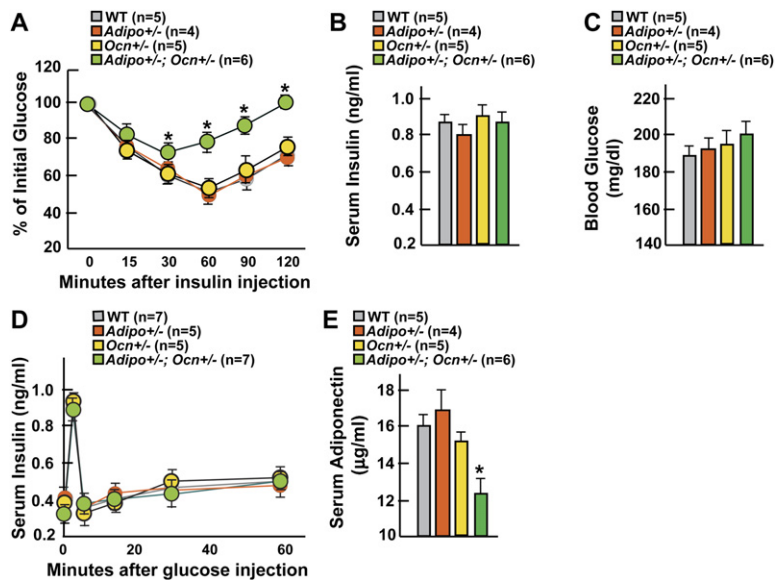 A
WT (n=5)
Adipo+/- (n=4)
Ocn+/- (n=5)
Adipo+/-; Ocn+/- (n=6)
% of Initial Glucose
120
100
80
60
40
20
* * * *
0 15 30 60 90 120
Minutes after insulin injection
B
WT (n=5)
Adipo+/- (n=4)
Ocn+/- (n=5)
Adipo+/-; Ocn+/- (n=6)
Serum Insulin (ng/ml)
1.0
0.8
0.6
0.4
0.2
C
WT (n=5)
Adipo+/- (n=4)
Ocn+/- (n=5)
Adipo+/-; Ocn+/- (n=6)
Blood Glucose
(mg/dl)
220
200
180
160
140
D
WT (n=7)
Adipo+/- (n=5)
Ocn+/- (n=5)
Adipo+/-; Ocn+/- (n=7)
Serum Insulin (ng/ml)
1.0
0.8
0.6
0.4
0.2
0 20 40 60
Minutes after glucose injection
E
WT (n=5)
Adipo+/- (n=4)
Ocn+/- (n=5)
Adipo+/-; Ocn+/- (n=6)
Serum Adiponectin
(μg/ml)
18
16
14
12
10
*